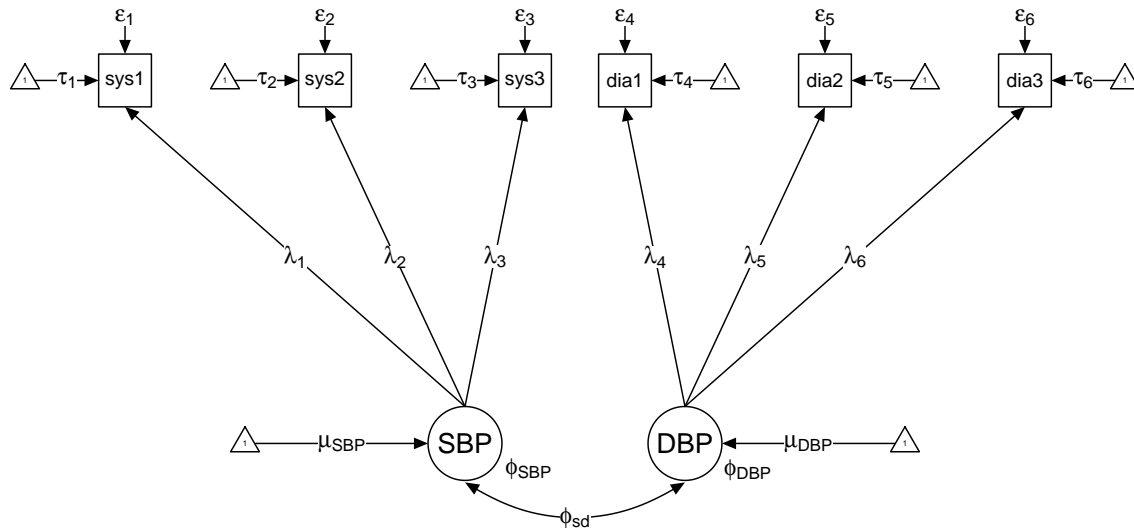 ε1 ε2 ε3 ε4 ε5 ε6
1 τ1 sys1 1 τ2 sys2 1 τ3 sys3 dia1 τ4 1 dia2 τ5 1 dia3 τ6 1
λ1 λ2 λ3 λ4 λ5 λ6
1 μSBP SBP DBP μDBP 1
ϕSBP ϕDBP
ϕsd